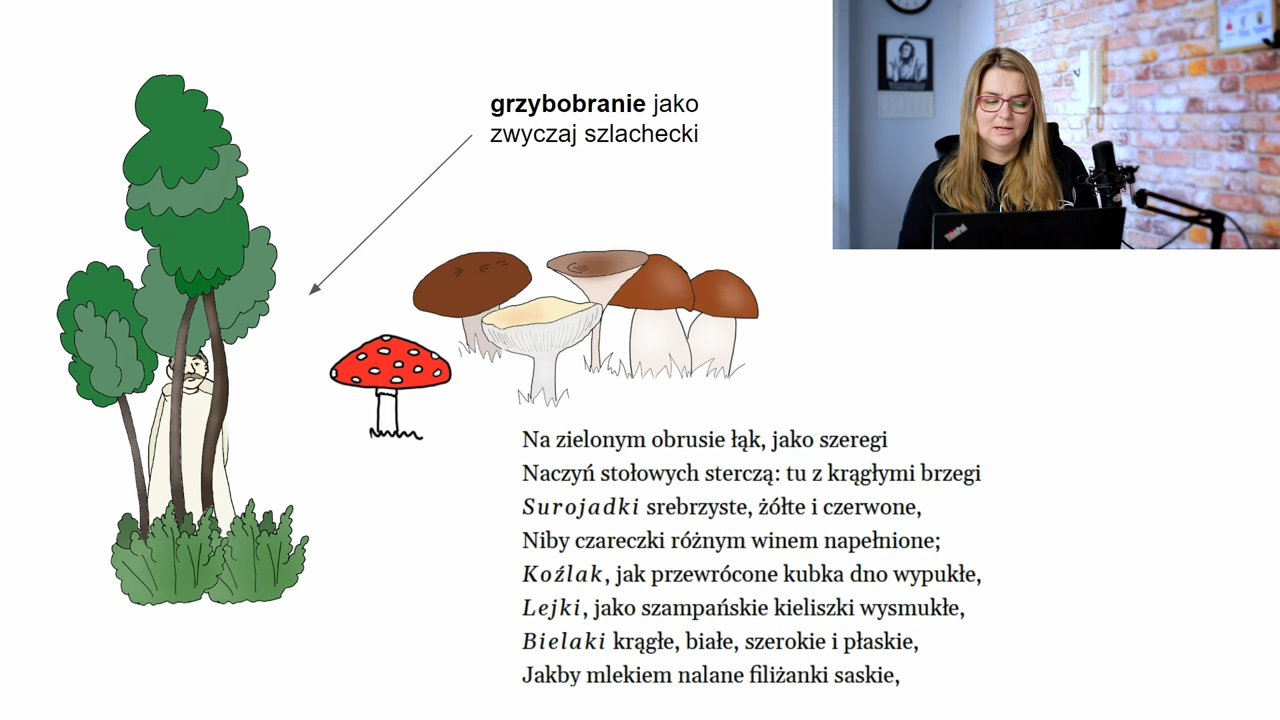 grzybobranie jako
zwyczaj szlachecki
Na zielonym obrusie łąk, jako szeregi
Naczyń stołowych sterczą: tu z krągłymi brzegi
Surojadki srebrzyste, żółte i czerwone,
Niby czareczki różnym winem napełnione;
Koźlak, jak przewrócone kubka dno wypukłe,
Lejki, jako szampańskie kieliszki wysmukłe,
Bielaki krągłe, białe, szerokie i płaskie,
Jakby mlekiem nalane filiżanki saskie,
ThinkPad